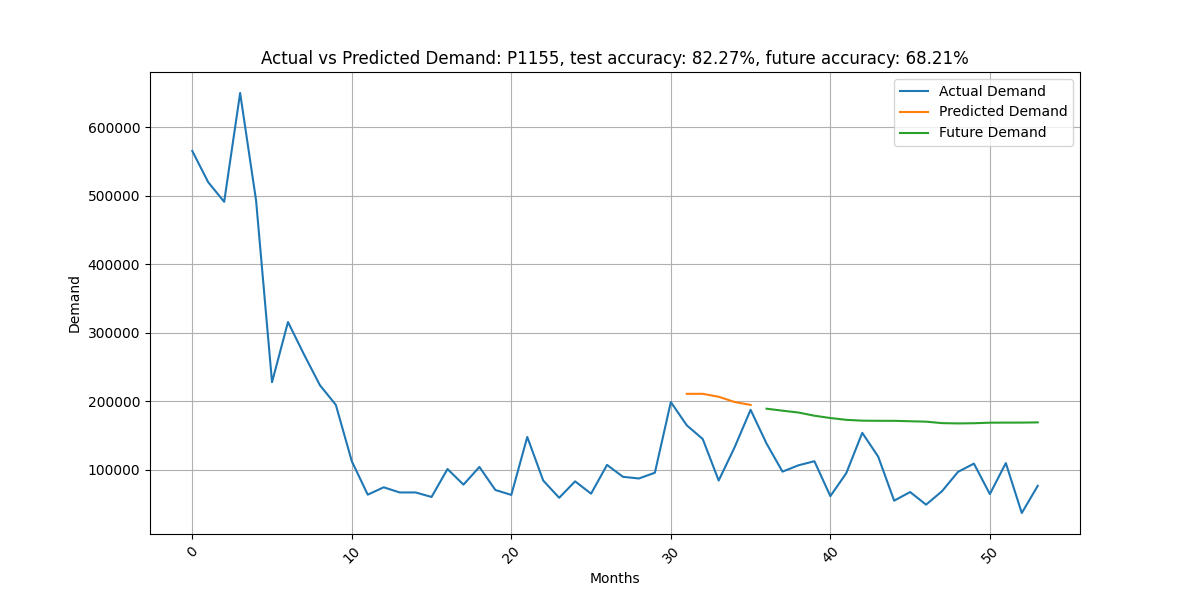 Actual vs Predicted Demand: P1155, test accuracy: 82.27%, future accuracy: 68.21%
Actual Demand
Predicted Demand
Future Demand
Demand
600000
500000
400000
300000
200000
100000
0
10
20
30
40
50
Months